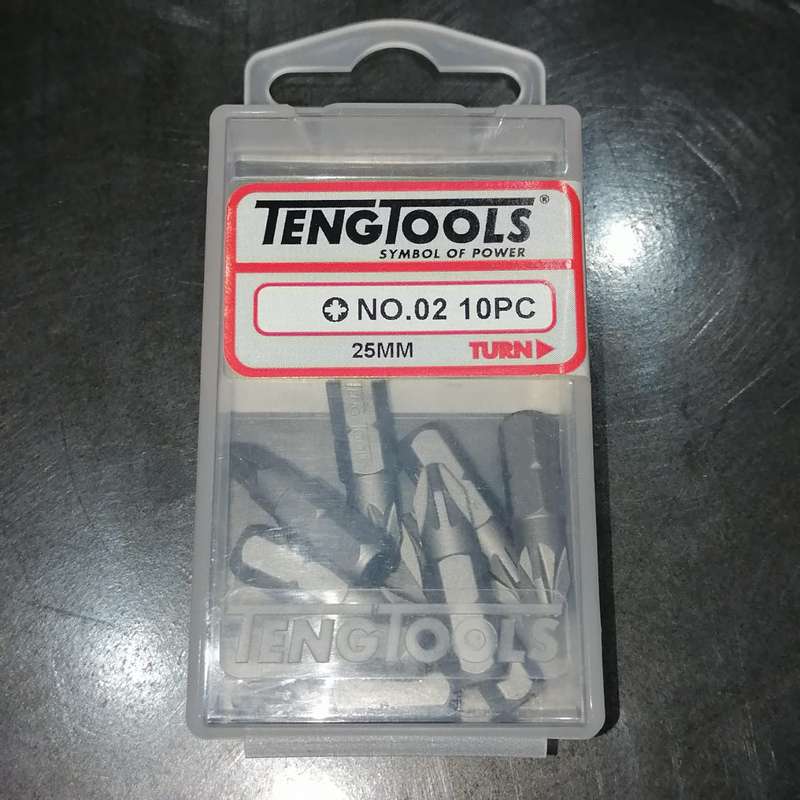 TENGTOOLS®
SYMBOL OF POWER
NO.02 10PC
25MM TURN
TENGTOOLS